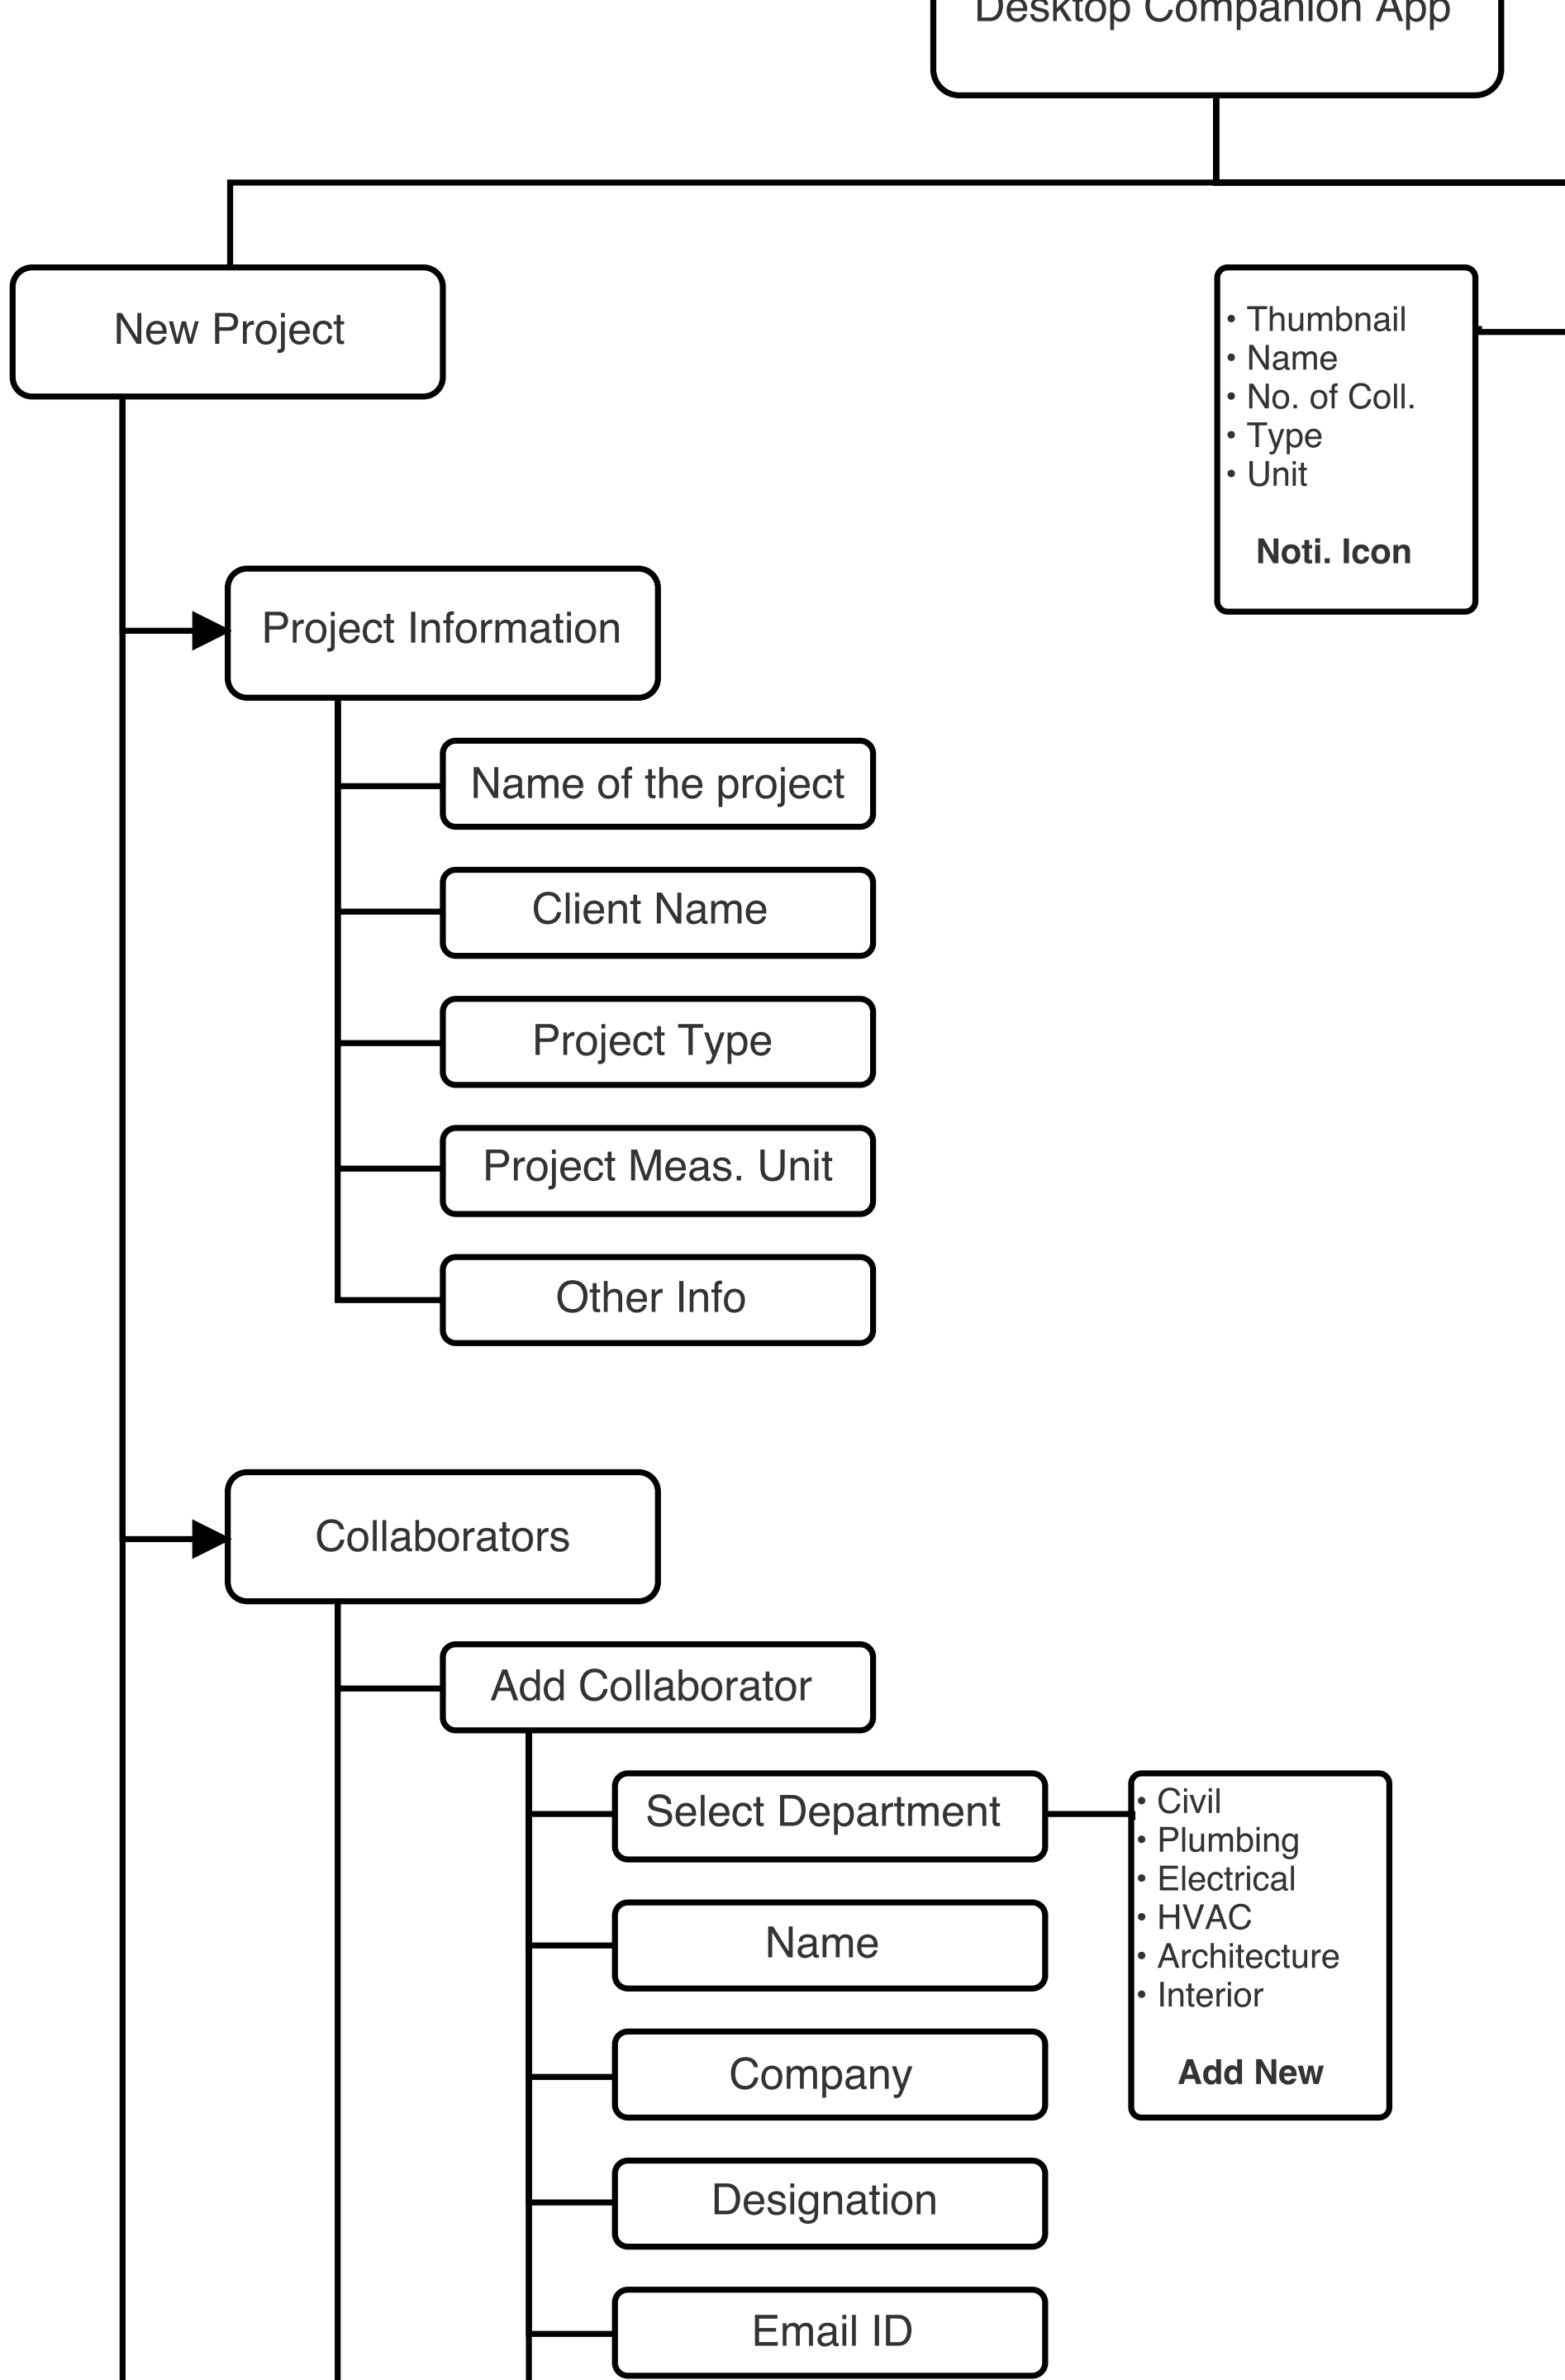 Desktop Companion App
New Project
• Thumbnail
• Name
• No. of Coll.
• Type
• Unit
Noti. Icon
Project Information
Name of the project
Client Name
Project Type
Project Meas. Unit
Other Info
Collaborators
Add Collaborator
Select Department
• Civil
• Plumbing
• Electrical
• HVAC
• Architecture
• Interior
Add New
Name
Company
Designation
Email ID